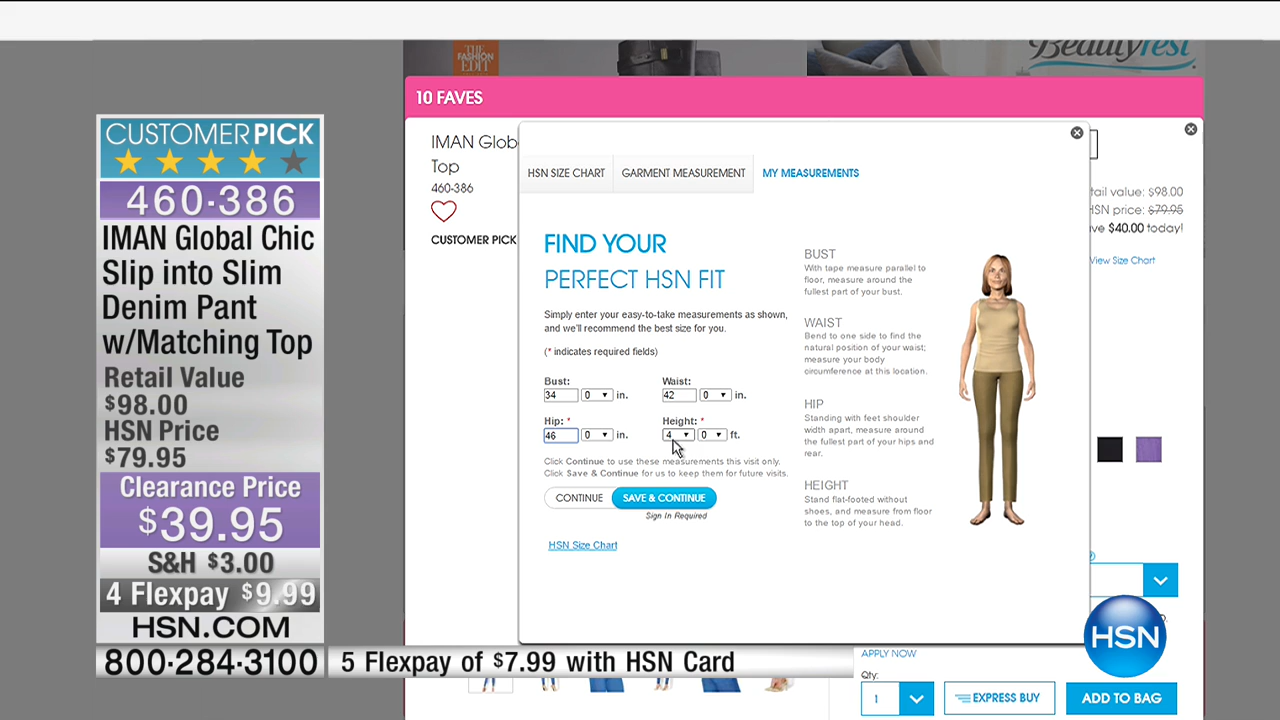 THE
FASHION
EDIT
Beautyrest
10 FAVES
CUSTOMER PICK
460-386
IMAN Global Chic
Slip into Slim
Denim Pant
w/Matching Top
Retail Value
$98.00
HSN Price
$79.95
Clearance Price
$39.95
S&H $3.00
4 Flexpay $9.99
HSN.COM
800-284-3100
5 Flexpay of $7.99 with HSN Card
IMAN Glob
Top
460-386
CUSTOMER PICK
HSN SIZE CHART
GARMENT MEASUREMENT
MY MEASUREMENTS
FIND YOUR
PERFECT HSN FIT
Simply enter your easy-to-take measurements as shown,
and we'll recommend the best size for you.
(* indicates required fields)
Bust: Waist:
34 0 in. 42 0 in.
Hip: * Height: *
46 0 in. 4 0 ft.
Click Continue to use these measurements this visit only.
Click Save & Continue for us to keep them for future visits.
CONTINUE SAVE & CONTINUE
Sign In Required
HSN Size Chart
BUST
With tape measure parallel to
floor, measure around the
fullest part of your bust.
WAIST
Bend to one side to find the
natural position of your waist;
measure your body
circumference at this location.
HIP
Standing with feet shoulder
width apart, measure around
the fullest part of your hips and
rear.
HEIGHT
Stand flat-footed without
shoes, and measure from floor
to the top of your head.
tail value: $98.00
HSN price: $79.95
ve $40.00 today!
View Size Chart
HSN
APPLY NOW
Qty:
1
EXPRESS BUY
ADD TO BAG